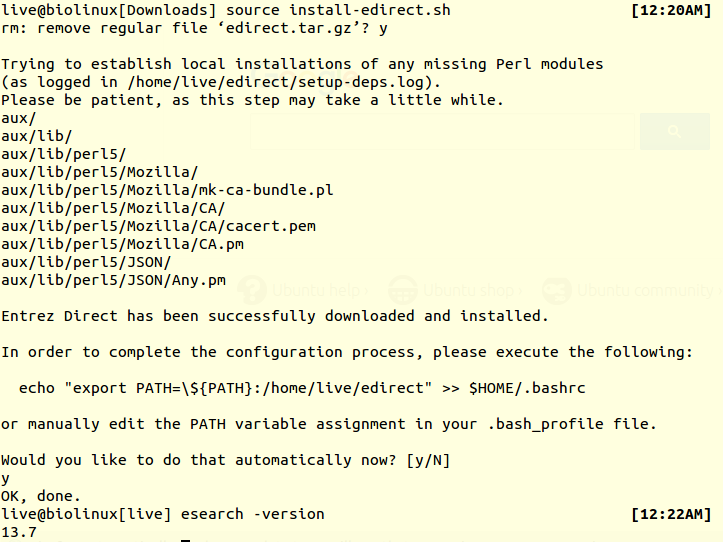 live@biolinux[Downloads] source install-edirect.sh [12:20AM]
rm: remove regular file ‘edirect.tar.gz’? y

Trying to establish local installations of any missing Perl modules
(as logged in /home/live/edirect/setup-deps.log).
Please be patient, as this step may take a little while.
aux/
aux/lib/
aux/lib/perl5/
aux/lib/perl5/Mozilla/
aux/lib/perl5/Mozilla/mk-ca-bundle.pl
aux/lib/perl5/Mozilla/CA/
aux/lib/perl5/Mozilla/CA/cacert.pem
aux/lib/perl5/Mozilla/CA.pm
aux/lib/perl5/JSON/
aux/lib/perl5/JSON/Any.pm
Ubuntu help › Ubuntu shop › Ubuntu community ›

Entrez Direct has been successfully downloaded and installed.

In order to complete the configuration process, please execute the following:

  echo "export PATH=\${PATH}:/home/live/edirect" >> $HOME/.bashrc

or manually edit the PATH variable assignment in your .bash_profile file.

Would you like to do that automatically now? [y/N]
y
OK, done.
live@biolinux[live] esearch -version [12:22AM]
13.7